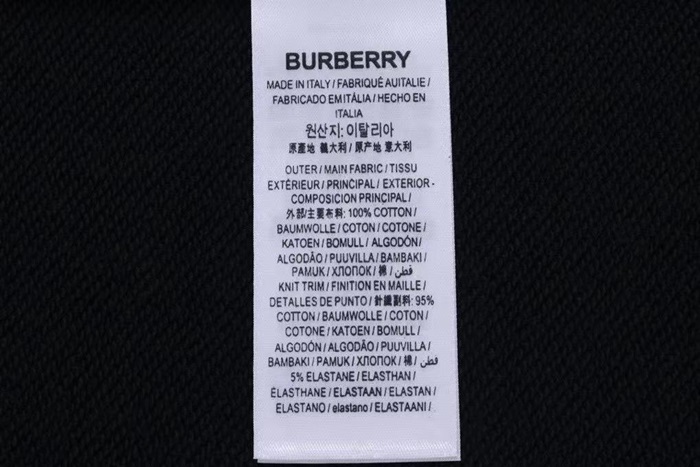 BURBERRY
MADE IN ITALY / FABRIQUÉ AUITALIE /
FABRICADO EM ITÁLIA / HECHO EN
ITALIA
원산지: 이탈리아
原產地 義大利 / 原产地 意大利
OUTER / MAIN FABRIC / TISSU
EXTÉRIEUR / PRINCIPAL / EXTERIOR -
COMPOSICION PRINCIPAL /
外部/主要布料: 100% COTTON /
BAUMWOLLE / COTON / COTONE /
KATOEN / BOMULL / ALGODÓN /
ALGODÃO / PUUVILLA / BAMBAKI /
PAMUK / ХЛОПОК / 棉 / قطن /
KNIT TRIM / FINITION EN MAILLE /
DETALLES DE PUNTO / 針織副料: 95%
COTTON / BAUMWOLLE / COTON /
COTONE / KATOEN / BOMULL /
ALGODÓN / ALGODÃO / PUUVILLA /
BAMBAKI / PAMUK / ХЛОПОК / 棉 / قطن /
5% ELASTANE / ELASTHAN /
ÉLASTHANE / ELASTAAN / ELASTAN /
ELASTANO / elastano / ELASTAANI /